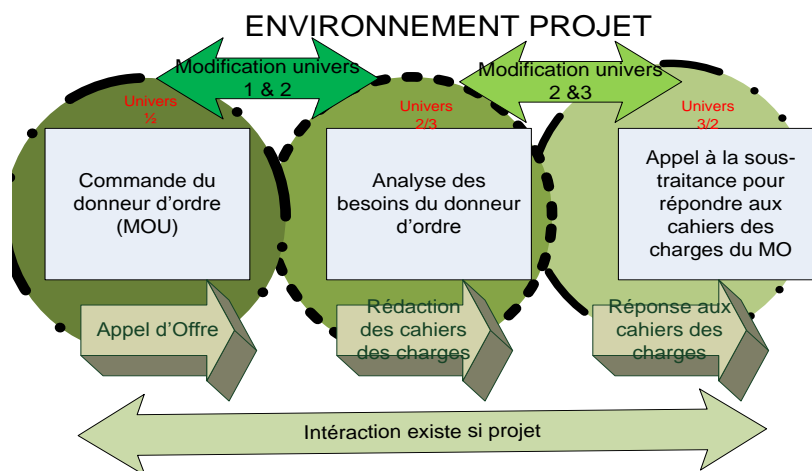 ENVIRONNEMENT PROJET
Modification univers
1 & 2
Modification univers
2 &3
Univers
½
Univers
2/3
Univers
3/2
Commande du
donneur d'ordre
(MOU)
Analyse des
besoins du donneur
d'ordre
Appel à la sous-
traitance pour
répondre aux
cahiers des
charges du MO
Appel d'Offre
Rédaction
des cahiers
des charges
Réponse aux
cahiers des
charges
Intéraction existe si projet